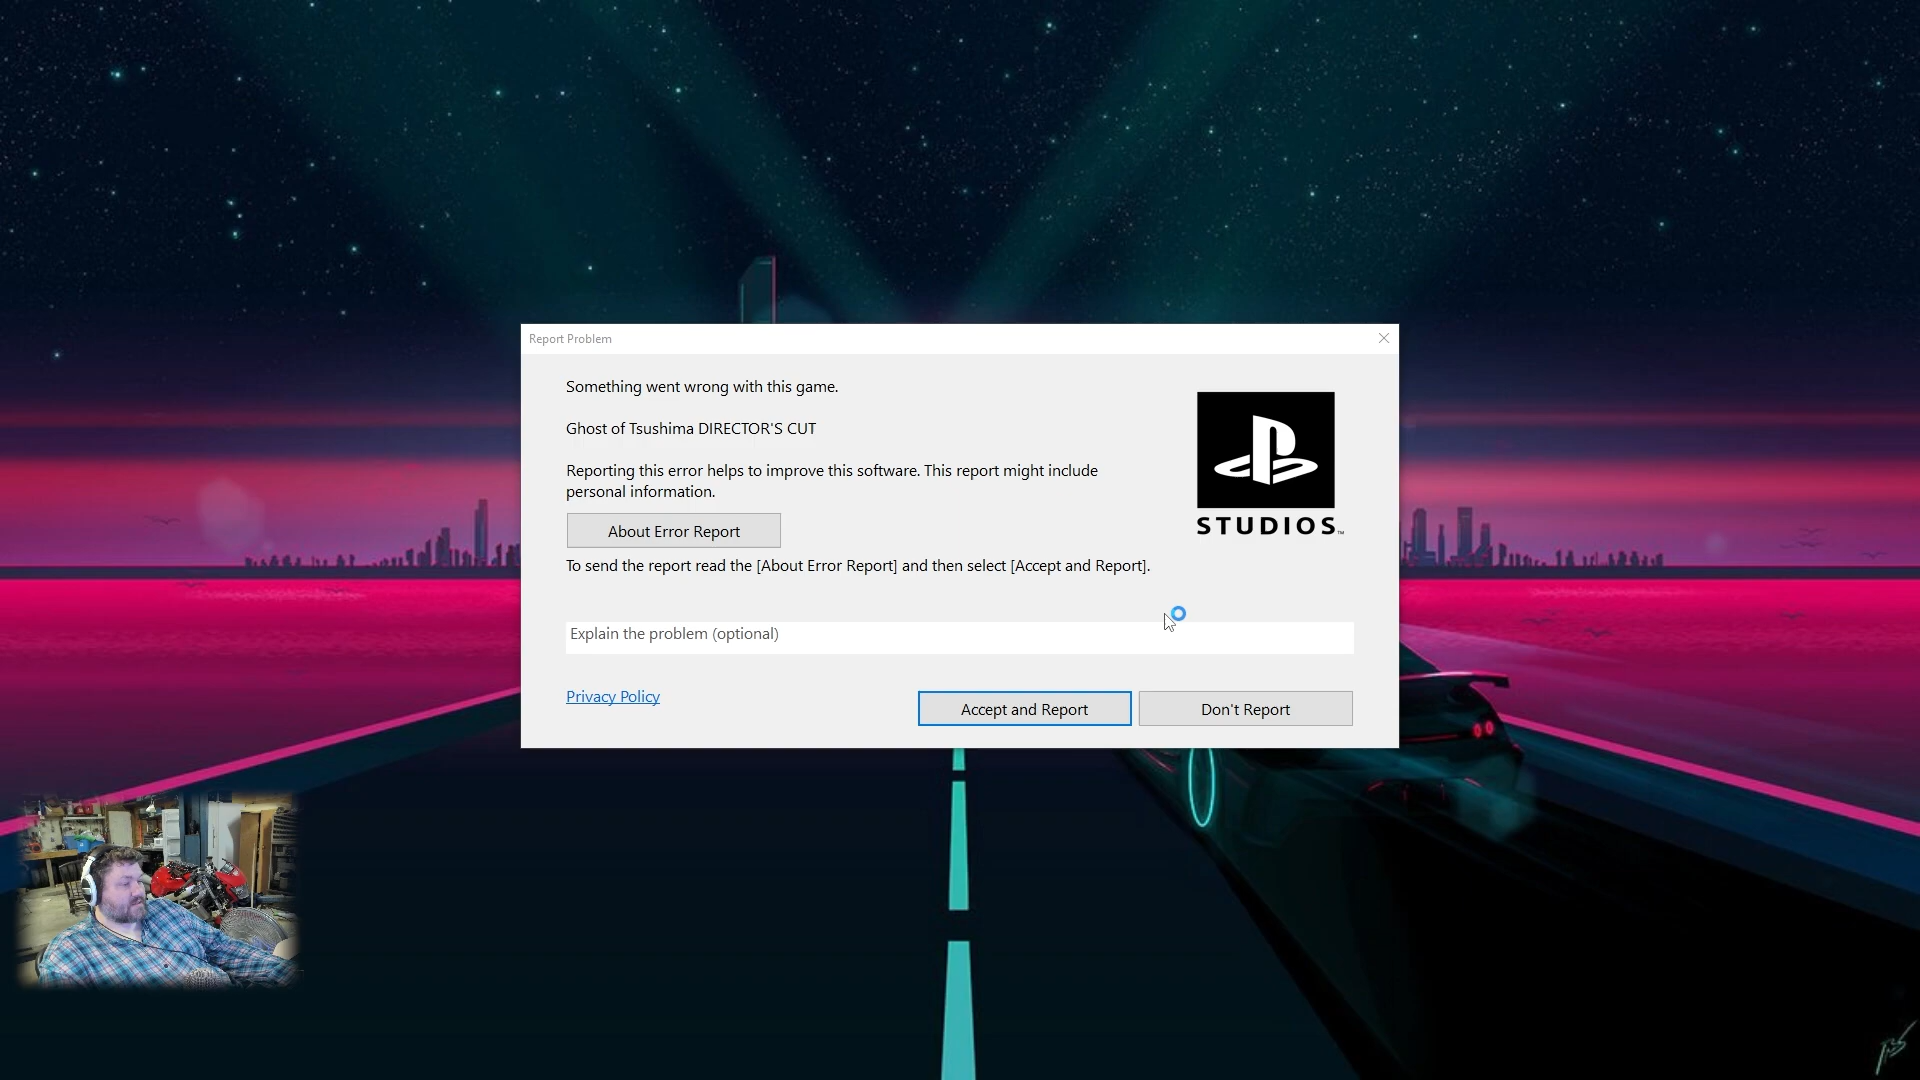 Report Problem
Something went wrong with this game.
Ghost of Tsushima DIRECTOR'S CUT
Reporting this error helps to improve this software. This report might include
personal information.
STUDIOS™
About Error Report
To send the report read the [About Error Report] and then select [Accept and Report].
Explain the problem (optional)
Privacy Policy
Accept and Report
Don't Report